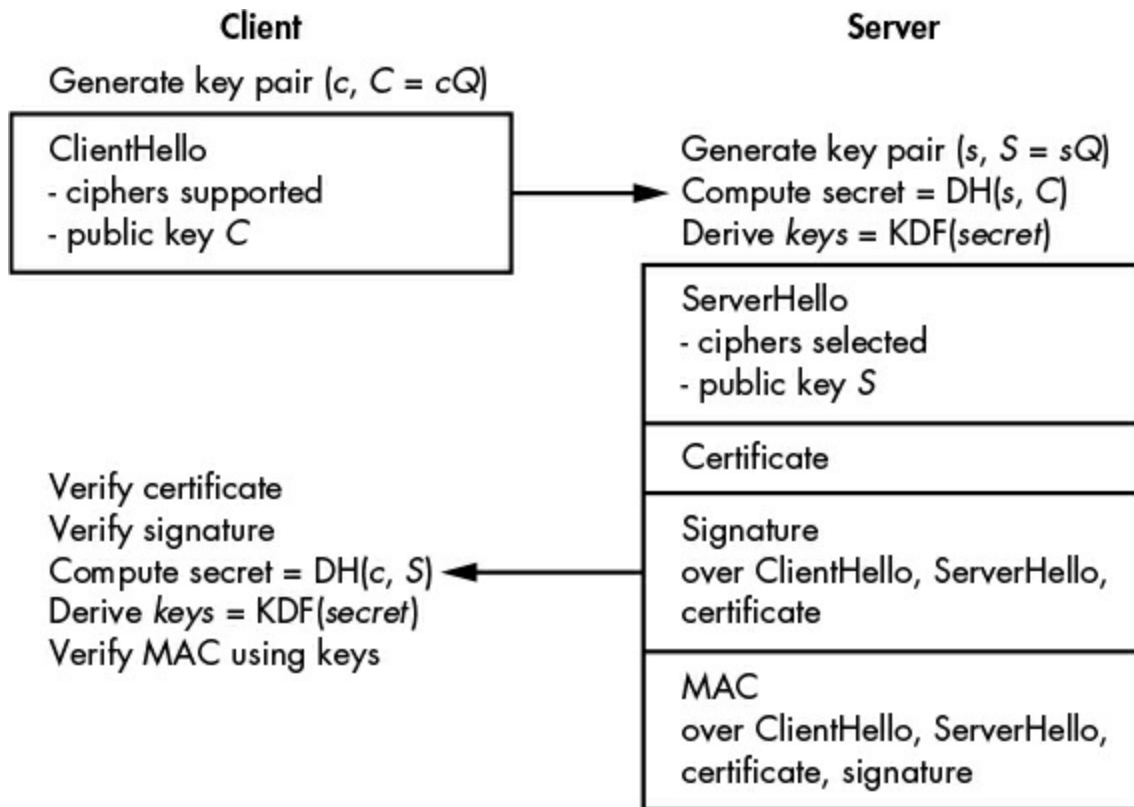 Client
Server
Generate key pair (c, C = cQ)
ClientHello
- ciphers supported
- public key C
Generate key pair (s, S = sQ)
Compute secret = DH(s, C)
Derive keys = KDF(secret)
ServerHello
- ciphers selected
- public key S
Certificate
Signature
over ClientHello, ServerHello,
certificate
MAC
over ClientHello, ServerHello,
certificate, signature
Verify certificate
Verify signature
Compute secret = DH(c, S)
Derive keys = KDF(secret)
Verify MAC using keys